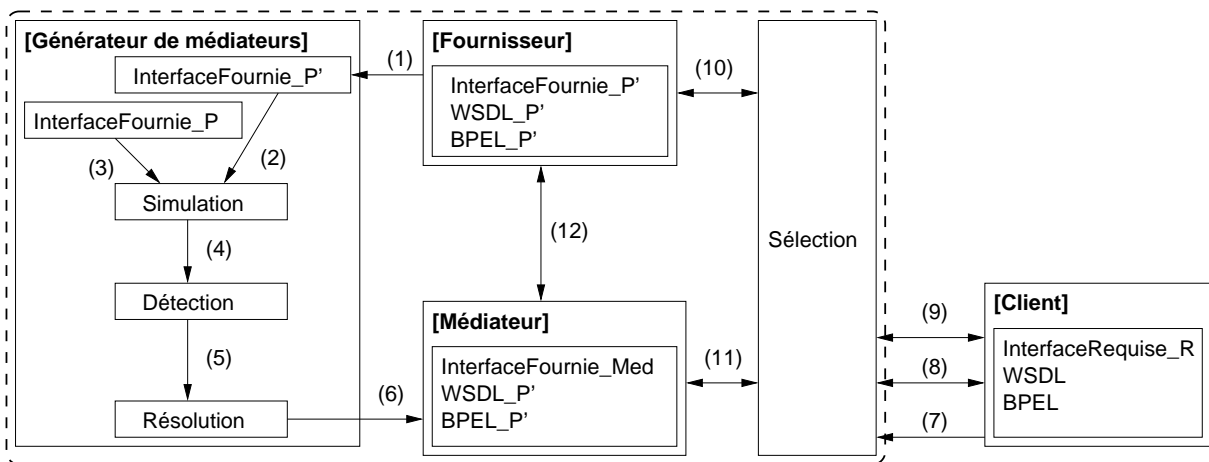 [Générateur de médiateurs]
InterfaceFournie_P’
InterfaceFournie_P
(3)
(2)
Simulation
(4)
Détection
(5)
Résolution
(1)
(6)
[Fournisseur]
InterfaceFournie_P’
WSDL_P’
BPEL_P’
(10)
(12)
[Médiateur]
InterfaceFournie_Med
WSDL_P’
BPEL_P’
(11)
Sélection
(9)
(8)
(7)
[Client]
InterfaceRequise_R
WSDL
BPEL